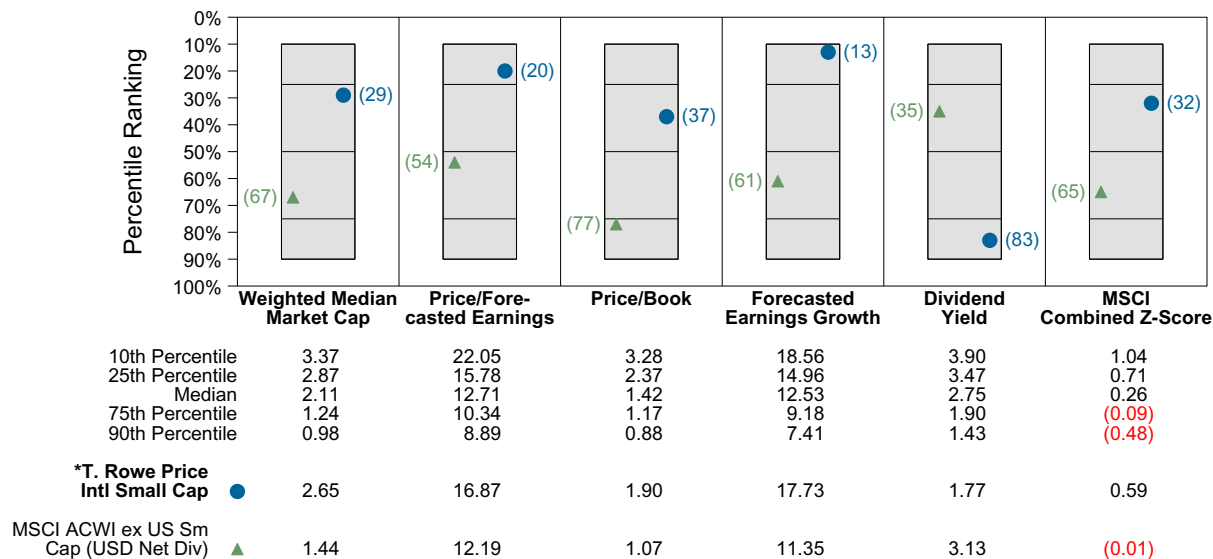 0%
10%
20%
30%
40%
50%
60%
70%
80%
90%
100%
Percentile Ranking
(29)
(67)
(20)
(54)
(37)
(77)
(13)
(61)
(35)
(83)
(32)
(65)
Weighted Median
Market Cap
Price/Fore-
casted Earnings
Price/Book
Forecasted
Earnings Growth
Dividend
Yield
MSCI
Combined Z-Score
10th Percentile 3.37 22.05 3.28 18.56 3.90 1.04
25th Percentile 2.87 15.78 2.37 14.96 3.47 0.71
Median 2.11 12.71 1.42 12.53 2.75 0.26
75th Percentile 1.24 10.34 1.17 9.18 1.90 (0.09)
90th Percentile 0.98 8.89 0.88 7.41 1.43 (0.48)
*T. Rowe Price
Intl Small Cap 2.65 16.87 1.90 17.73 1.77 0.59
MSCI ACWI ex US Sm
Cap (USD Net Div) 1.44 12.19 1.07 11.35 3.13 (0.01)